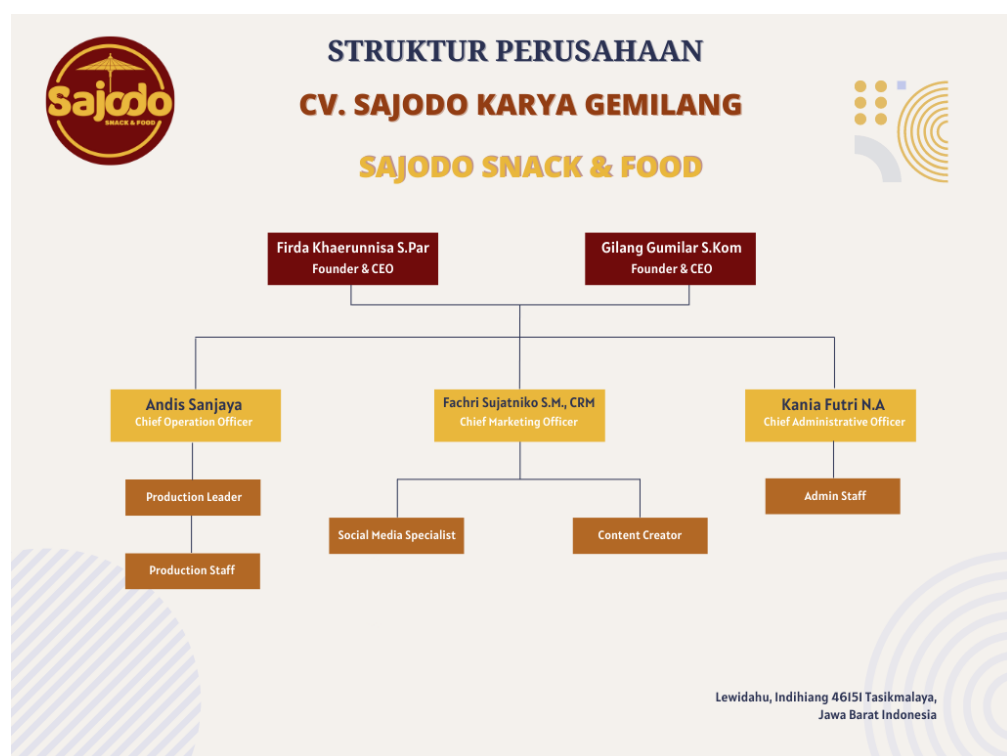 Sajodo
SNACK & FOOD
STRUKTUR PERUSAHAAN
CV. SAJODO KARYA GEMILANG
SAJODO SNACK & FOOD
Firda Khaerunnisa S.Par
Founder & CEO
Gilang Gumilar S.Kom
Founder & CEO
Andis Sanjaya
Chief Operation Officer
Fachri Sujatniko S.M., CRM
Chief Marketing Officer
Kania Futri N.A
Chief Administrative Officer
Production Leader
Production Staff
Social Media Specialist
Content Creator
Admin Staff
Lewidahu, Indihiang 46151 Tasikmalaya,
Jawa Barat Indonesia